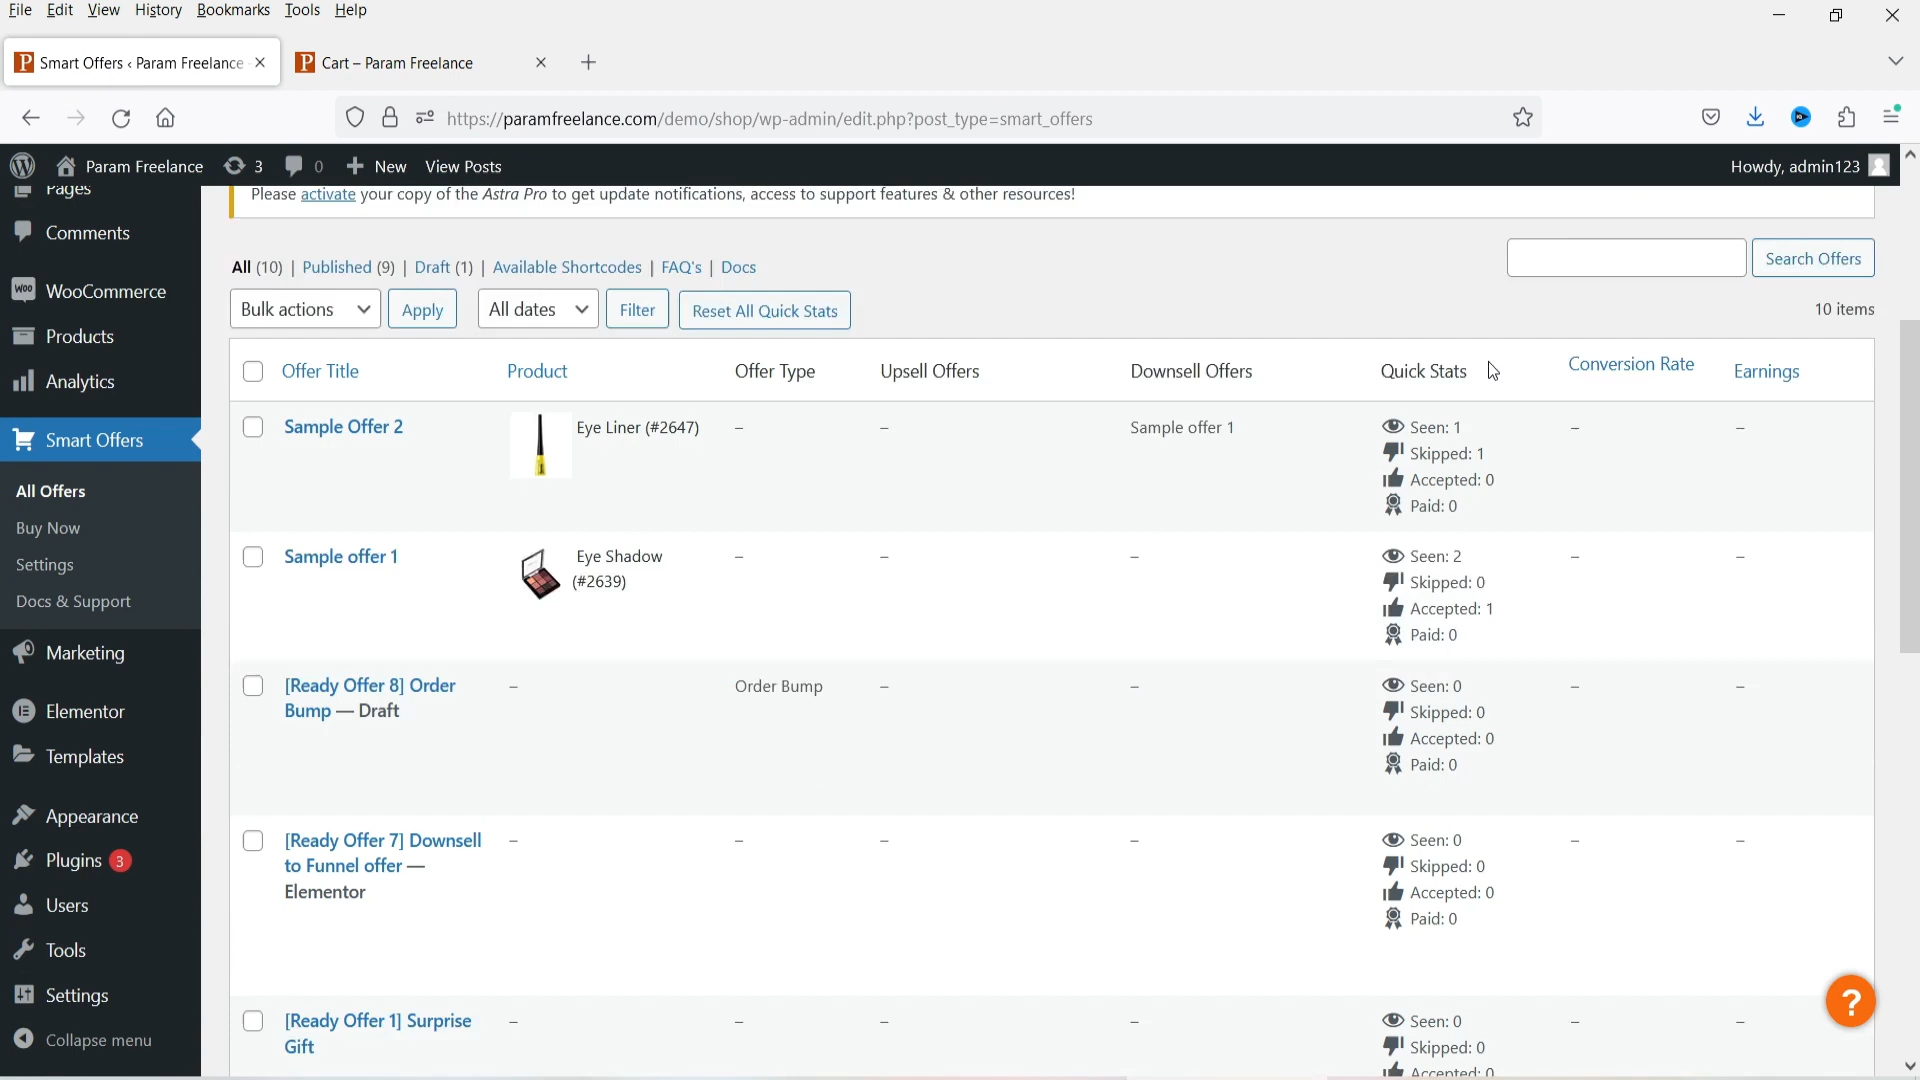 File Edit View History Bookmarks Tools Help
Smart Offers ‹ Param Freelance
Cart – Param Freelance
https://paramfreelance.com/demo/shop/wp-admin/edit.php?post_type=smart_offers
Param Freelance 3 0 New View Posts Howdy, admin123
Pages
Comments
WooCommerce
Products
Analytics
Smart Offers
All Offers
Buy Now
Settings
Docs & Support
Marketing
Elementor
Templates
Appearance
Plugins 3
Users
Tools
Settings
Collapse menu
Please activate your copy of the Astra Pro to get update notifications, access to support features & other resources!
All (10) | Published (9) | Draft (1) | Available Shortcodes | FAQ's | Docs
Search Offers
Bulk actions Apply All dates Filter Reset All Quick Stats 10 items
Offer Title Product Offer Type Upsell Offers Downsell Offers Quick Stats Conversion Rate Earnings
Sample Offer 2 Eye Liner (#2647) – – Sample offer 1 Seen: 1 – –
Skipped: 1
Accepted: 0
Paid: 0
Sample offer 1 Eye Shadow – – – Seen: 2 – –
(#2639) Skipped: 0
Accepted: 1
Paid: 0
[Ready Offer 8] Order – Order Bump – – Seen: 0 – –
Bump — Draft Skipped: 0
Accepted: 0
Paid: 0
[Ready Offer 7] Downsell – – – – Seen: 0 – –
to Funnel offer — Skipped: 0
Elementor Accepted: 0
Paid: 0
[Ready Offer 1] Surprise – – – – Seen: 0 – –
Gift Skipped: 0
Accepted: 0
?